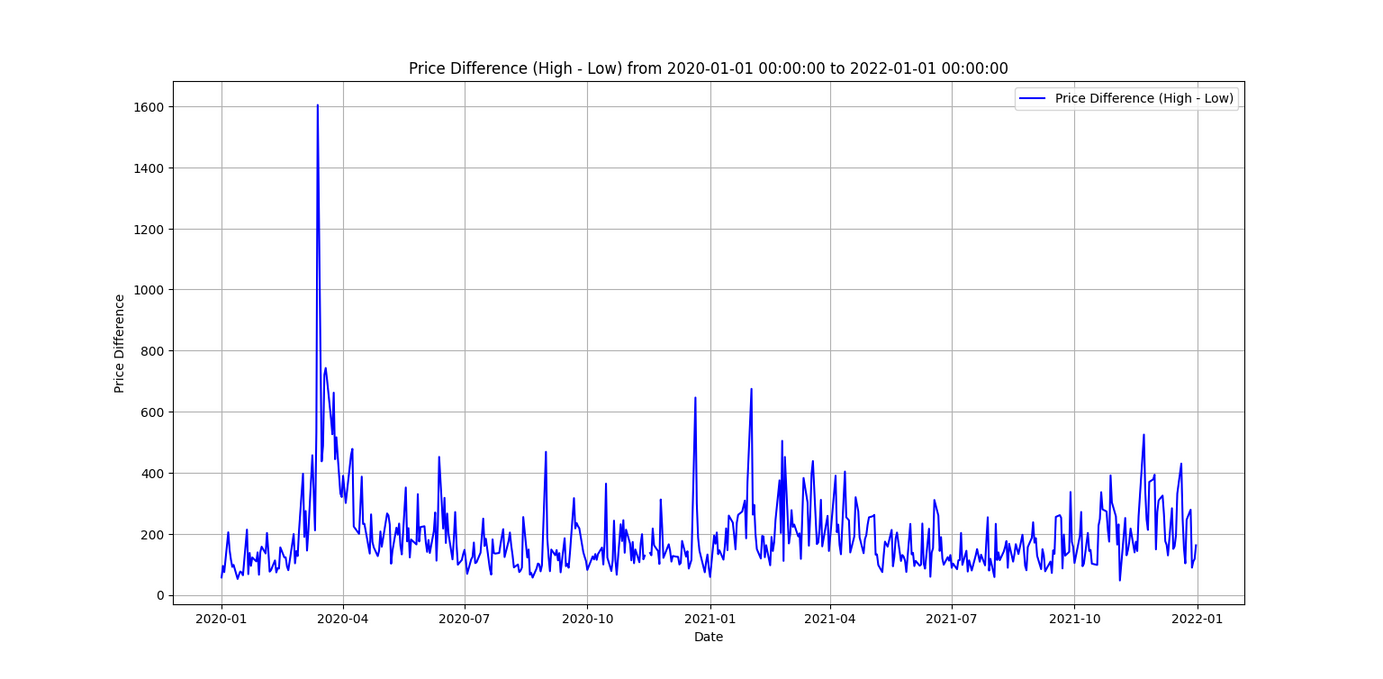 Price Difference (High - Low) from 2020-01-01 00:00:00 to 2022-01-01 00:00:00
Price Difference (High - Low)
1600
1400
1200
1000
800
600
400
200
0
Price Difference
2020-01 2020-04 2020-07 2020-10 2021-01 2021-04 2021-07 2021-10 2022-01
Date